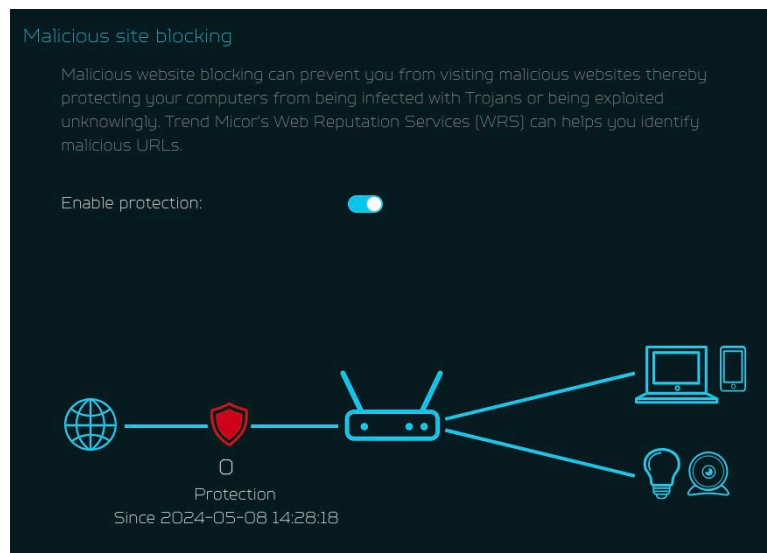 Malicious site blocking
Malicious website blocking can prevent you from visiting malicious websites thereby
protecting your computers from being infected with Trojans or being exploited
unknowingly. Trend Micor's Web Reputation Services (WRS) can helps you identify
malicious URLs.
Enable protection:
0
Protection
Since 2024-05-08 14:28:18